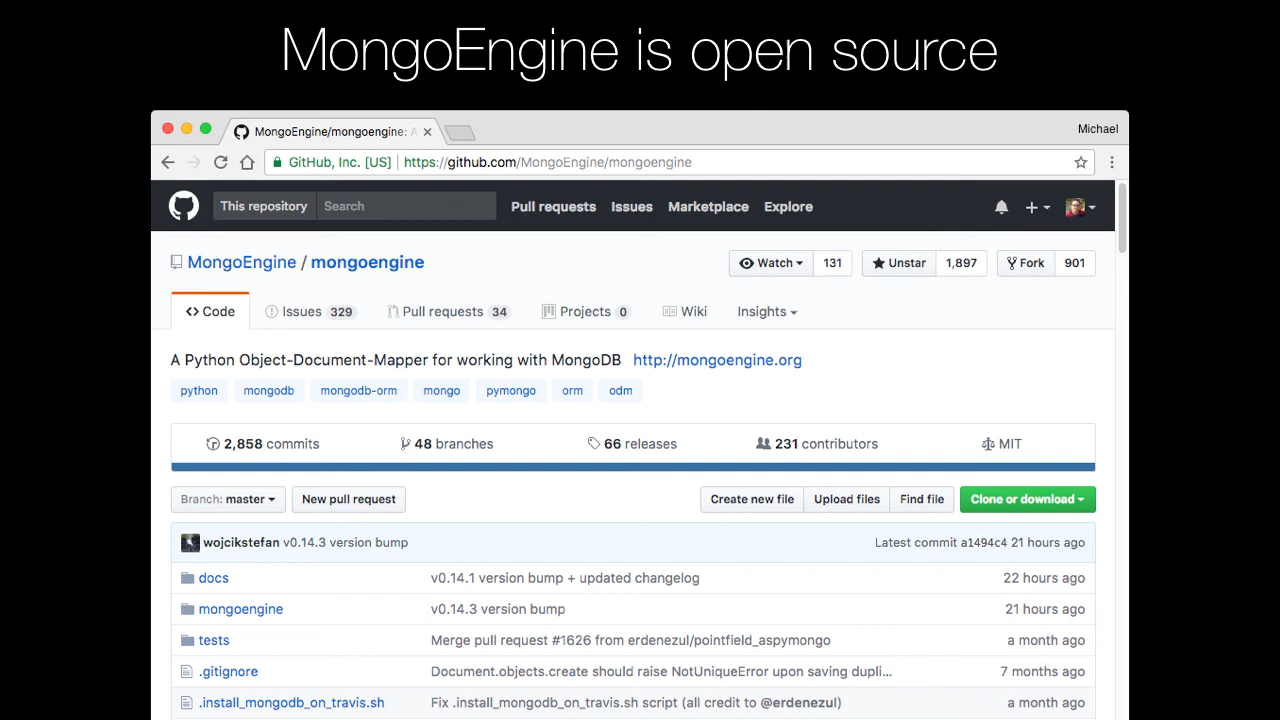 MongoEngine is open source
MongoEngine/mongoengine: A
Michael
GitHub, Inc. [US] | https://github.com/MongoEngine/mongoengine
This repository Search Pull requests Issues Marketplace Explore
MongoEngine / mongoengine Watch 131 Unstar 1,897 Fork 901
<> Code Issues 329 Pull requests 34 Projects 0 Wiki Insights
A Python Object-Document-Mapper for working with MongoDB http://mongoengine.org
python mongodb mongodb-orm mongo pymongo orm odm
2,858 commits 48 branches 66 releases 231 contributors MIT
Branch: master New pull request Create new file Upload files Find file Clone or download
wojcikstefan v0.14.3 version bump Latest commit a1494c4 21 hours ago
docs v0.14.1 version bump + updated changelog 22 hours ago
mongoengine v0.14.3 version bump 21 hours ago
tests Merge pull request #1626 from erdenezul/pointfield_aspymongo a month ago
.gitignore Document.objects.create should raise NotUniqueError upon saving dupli... 7 months ago
.install_mongodb_on_travis.sh Fix .install_mongodb_on_travis.sh script (all credit to @erdenezul) a month ago